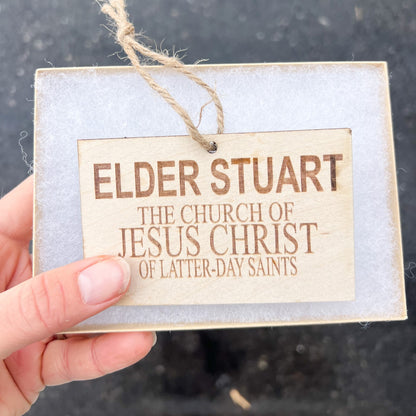 ELDER STUART
THE CHURCH OF
JESUS CHRIST
OF LATTER-DAY SAINTS